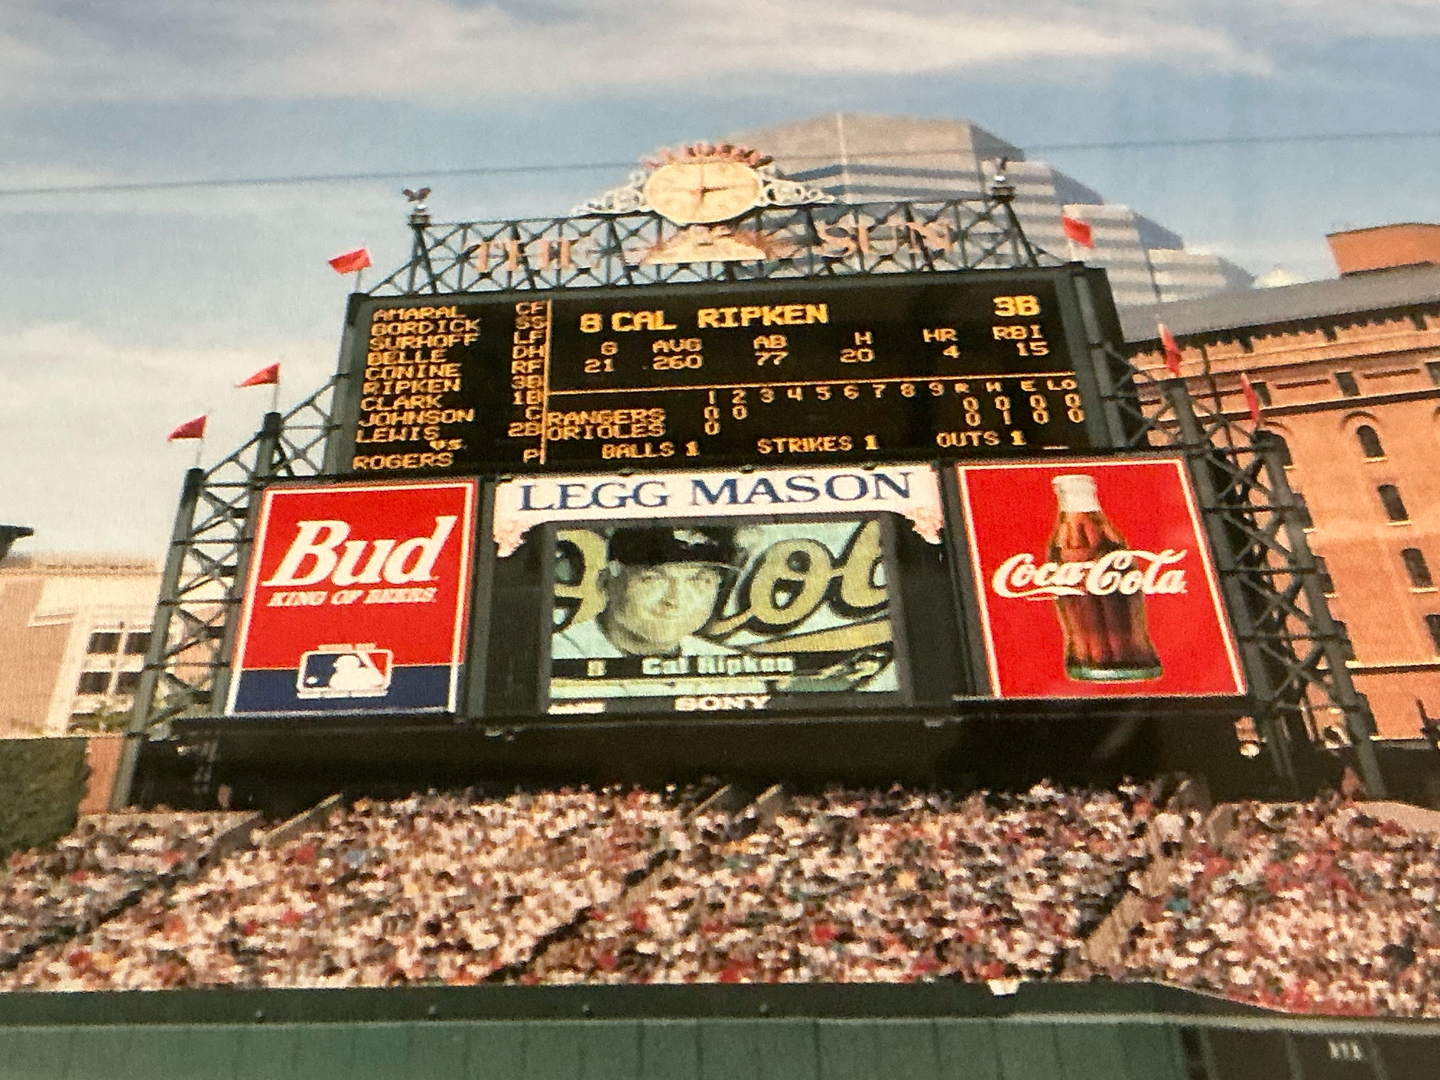 THE SUN
AMARAL CF
BORDICK SS
SURHOFF LF
BELLE DH
CONINE RF
RIPKEN 3B
CLARK 1B
JOHNSON C
LEWIS 2B
vs.
ROGERS P
8 CAL RIPKEN 3B
G AVG AB H HR RBI
21 .260 77 20 4 15
1 2 3 4 5 6 7 8 9 R H E LO
RANGERS 0 0 0 0 0 0
ORIOLES 0 0 1 0 0
BALLS 1 STRIKES 1 OUTS 1
LEGG MASON
Bud
KING OF BEERS.
8 Cal Ripken
SONY
Coca-Cola